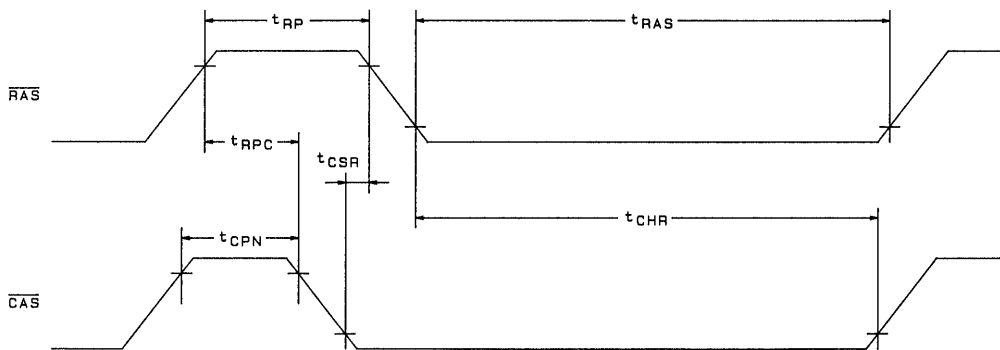 tRP
tRAS
RAS
tRPC
tCSR
tCHR
tCPN
CAS